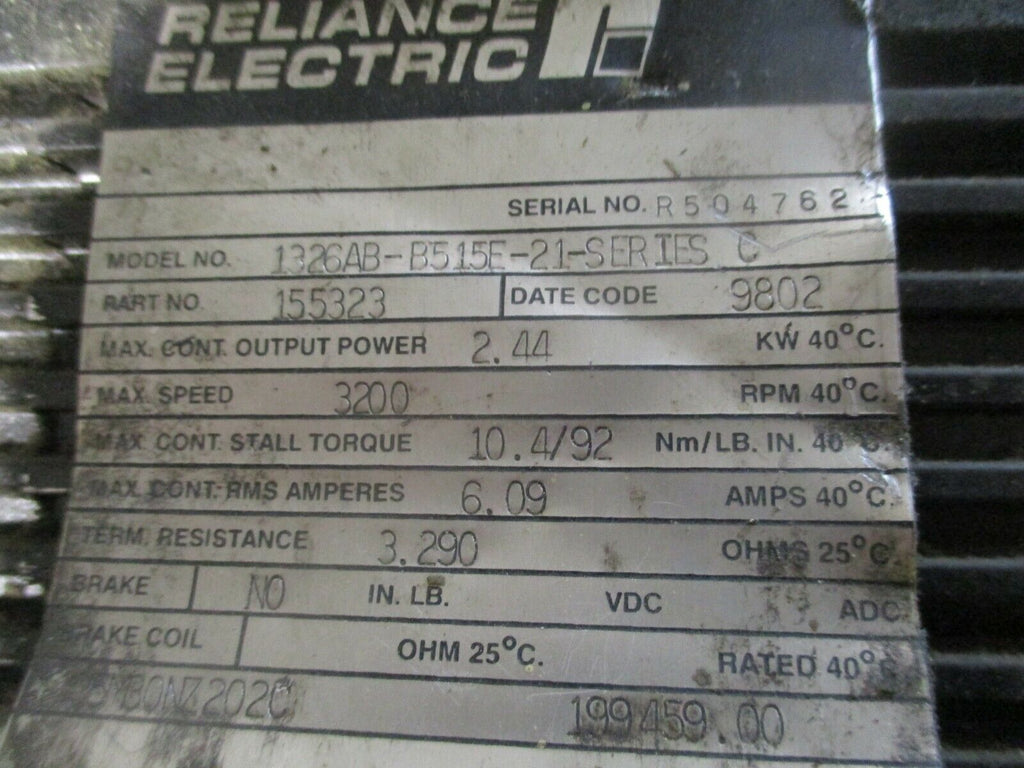 RELIANCE
ELECTRIC
SERIAL NO. R504762
MODEL NO. 1326AB-B515E-21-SERIES C
PART NO. 155323 DATE CODE 9802
MAX. CONT. OUTPUT POWER 2.44 KW 40°C.
MAX. SPEED 3200 RPM 40°C.
MAX. CONT. STALL TORQUE 10.4/92 Nm/LB. IN. 40°C.
MAX. CONT. RMS AMPERES 6.09 AMPS 40°C.
TERM. RESISTANCE 3.290 OHMS 25°C.
BRAKE NO IN. LB. VDC ADC
BRAKE COIL OHM 25°C. RATED 40°C
199459.00